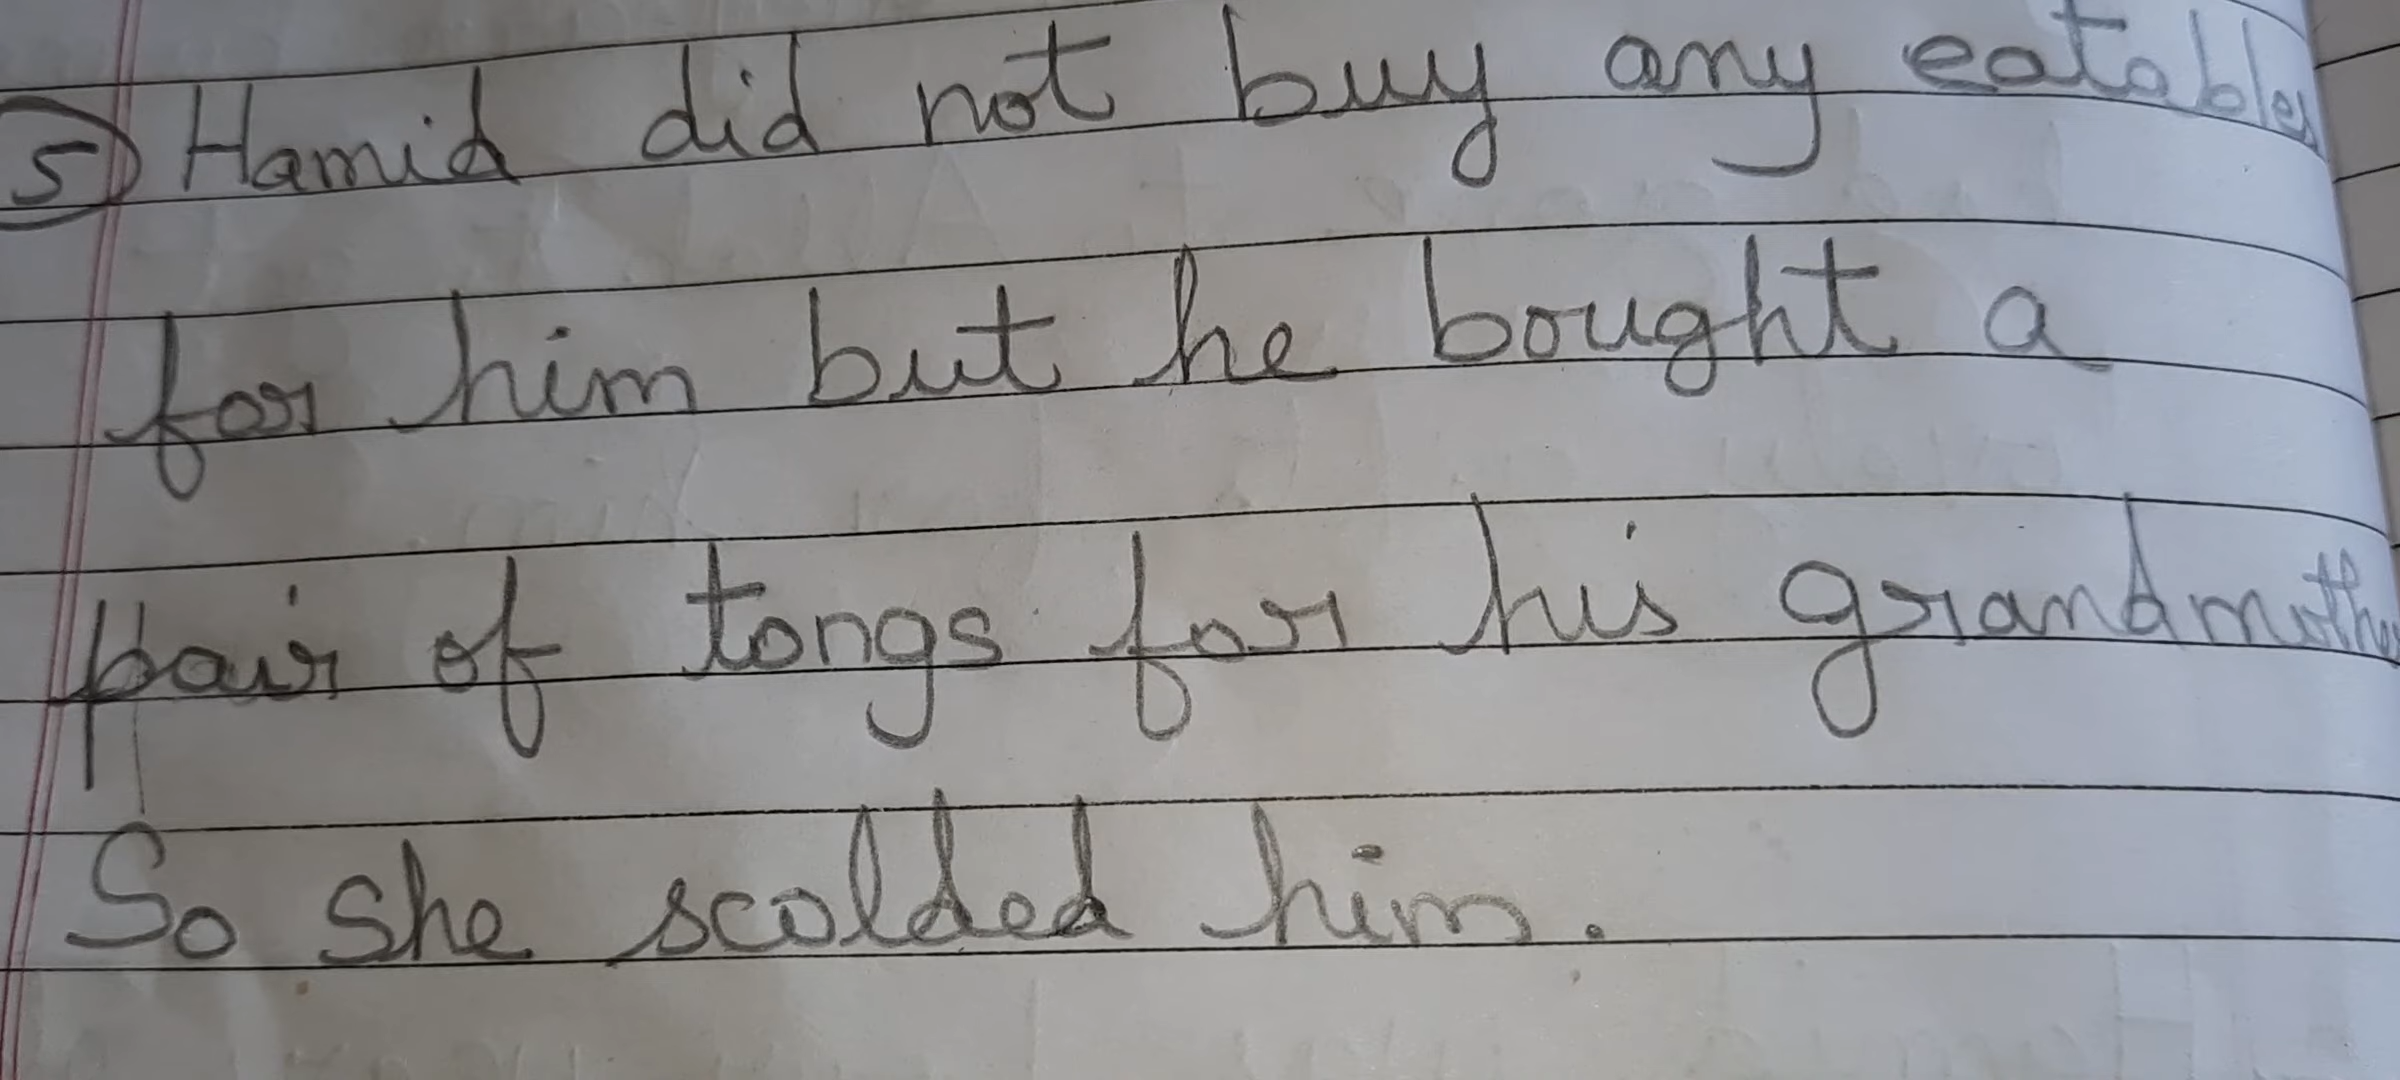 5) Hamid did not buy any eatables
for him but he bought a
pair of tongs for his grandmother
So she scolded him.